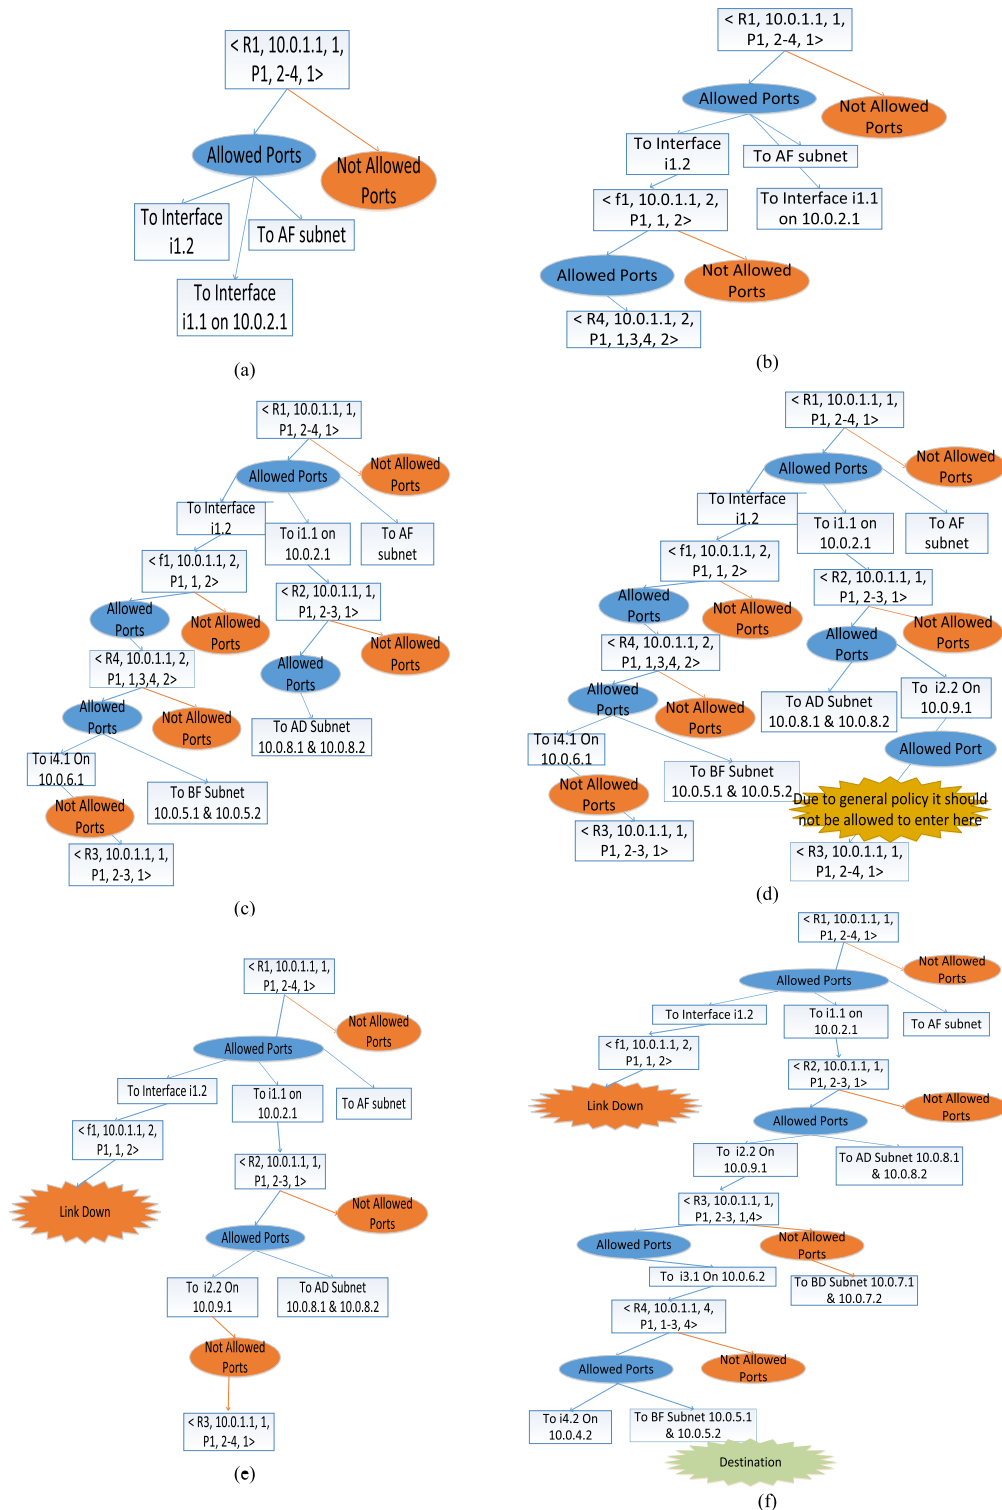 < R1, 10.0.1.1, 1,
P1, 2-4, 1>
Allowed Ports
Not Allowed
Ports
To Interface
i1.2
To AF subnet
To Interface
i1.1 on 10.0.2.1
(a)
< R1, 10.0.1.1, 1,
P1, 2-4, 1>
Allowed Ports
Not Allowed
Ports
To Interface
i1.2
To AF subnet
To Interface i1.1
on 10.0.2.1
< f1, 10.0.1.1, 2,
P1, 1, 2>
Allowed Ports
Not Allowed
Ports
< R4, 10.0.1.1, 2,
P1, 1,3,4, 2>
(b)
< R1, 10.0.1.1, 1,
P1, 2-4, 1>
Not Allowed
Ports
Allowed Ports
To Interface
i1.2
To i1.1 on
10.0.2.1
To AF
subnet
< f1, 10.0.1.1, 2,
P1, 1, 2>
< R2, 10.0.1.1, 1,
P1, 2-3, 1>
Allowed
Ports
Not Allowed
Ports
Not Allowed
Ports
Allowed
Ports
< R4, 10.0.1.1, 2,
P1, 1,3,4, 2>
Allowed
Ports
Not Allowed
Ports
To AD Subnet
10.0.8.1 & 10.0.8.2
To i4.1 On
10.0.6.1
To BF Subnet
10.0.5.1 & 10.0.5.2
Not Allowed
Ports
< R3, 10.0.1.1, 1,
P1, 2-3, 1>
(c)
< R1, 10.0.1.1, 1,
P1, 2-4, 1>
Not Allowed
Ports
Allowed Ports
To Interface
i1.2
To i1.1 on
10.0.2.1
To AF
subnet
< f1, 10.0.1.1, 2,
P1, 1, 2>
< R2, 10.0.1.1, 1,
P1, 2-3, 1>
Allowed
Ports
Not Allowed
Ports
Not Allowed
Ports
Allowed
Ports
< R4, 10.0.1.1, 2,
P1, 1,3,4, 2>
Allowed
Ports
Not Allowed
Ports
To AD Subnet
10.0.8.1 & 10.0.8.2
To i2.2 On
10.0.9.1
To i4.1 On
10.0.6.1
Allowed Port
To BF Subnet
10.0.5.1 & 10.0.5.2
Not Allowed
Ports
Due to general policy it should
not be allowed to enter here
< R3, 10.0.1.1, 1,
P1, 2-3, 1>
< R3, 10.0.1.1, 1,
P1, 2-4, 1>
(d)
< R1, 10.0.1.1, 1,
P1, 2-4, 1>
Not Allowed
Ports
Allowed Ports
To Interface i1.2
To i1.1 on
10.0.2.1
To AF subnet
< f1, 10.0.1.1, 2,
P1, 1, 2>
< R2, 10.0.1.1, 1,
P1, 2-3, 1>
Link Down
Not Allowed
Ports
Allowed Ports
To i2.2 On
10.0.9.1
To AD Subnet
10.0.8.1 & 10.0.8.2
Not Allowed
Ports
< R3, 10.0.1.1, 1,
P1, 2-4, 1>
(e)
< R1, 10.0.1.1, 1,
P1, 2-4, 1>
Not Allowed
Ports
Allowed Ports
To Interface i1.2
To i1.1 on
10.0.2.1
To AF subnet
< f1, 10.0.1.1, 2,
P1, 1, 2>
< R2, 10.0.1.1, 1,
P1, 2-3, 1>
Link Down
Not Allowed
Ports
Allowed Ports
To i2.2 On
10.0.9.1
To AD Subnet 10.0.8.1
& 10.0.8.2
< R3, 10.0.1.1, 1,
P1, 2-3, 1,4>
Allowed Ports
Not Allowed
Ports
To i3.1 On 10.0.6.2
To BD Subnet 10.0.7.1
& 10.0.7.2
< R4, 10.0.1.1, 4,
P1, 1-3, 4>
Allowed Ports
Not Allowed
Ports
To i4.2 On
10.0.4.2
To BF Subnet 10.0.5.1
& 10.0.5.2
Destination
(f)